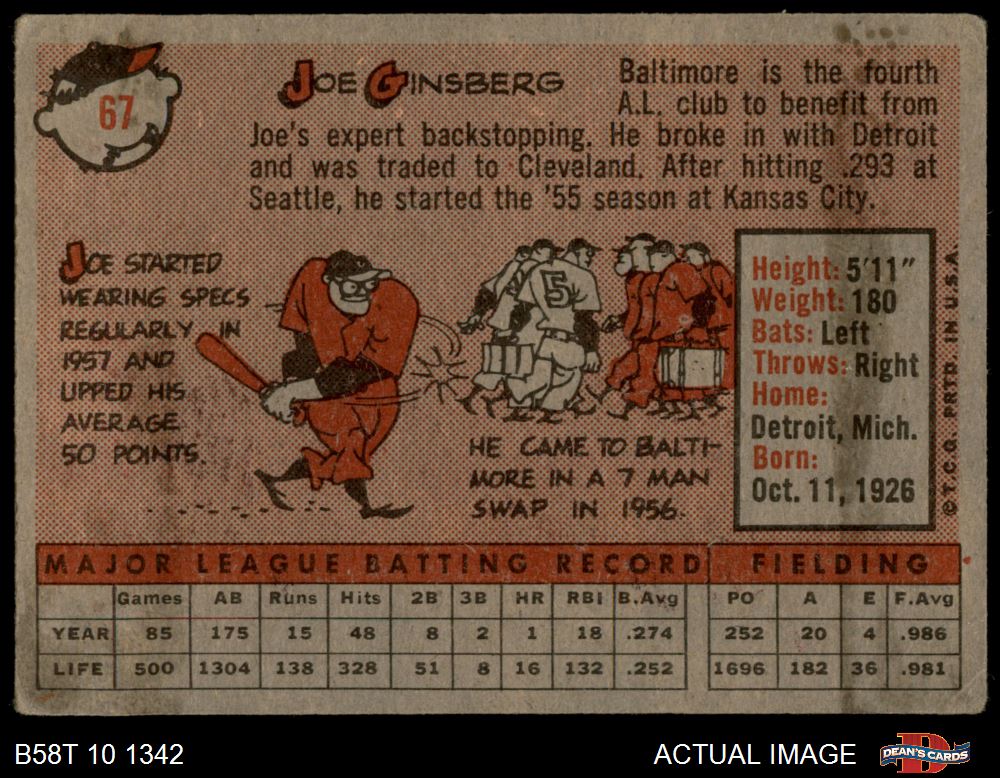 67
JOE GINSBERG
Baltimore is the fourth
A.L. club to benefit from
Joe's expert backstopping. He broke in with Detroit
and was traded to Cleveland. After hitting .293 at
Seattle, he started the '55 season at Kansas City.
JOE STARTED
WEARING SPECS
REGULARLY IN
1957 AND
UPPED HIS
AVERAGE
50 POINTS.
5
HE CAME TO BALTI-
MORE IN A 7 MAN
SWAP IN 1956.
Height: 5'11"
Weight: 180
Bats: Left
Throws: Right
Home:
Detroit, Mich.
Born:
Oct. 11, 1926
© T.C.G. PRTD. IN U.S.A.
MAJOR LEAGUE BATTING RECORD FIELDING
Games AB Runs Hits 2B 3B HR RBI B.Avg PO A E F.Avg
YEAR 85 175 15 48 8 2 1 18 .274 252 20 4 .986
LIFE 500 1304 138 328 51 8 16 132 .252 1696 182 36 .981
B58T 10 1342 ACTUAL IMAGE DEAN'S CARDS